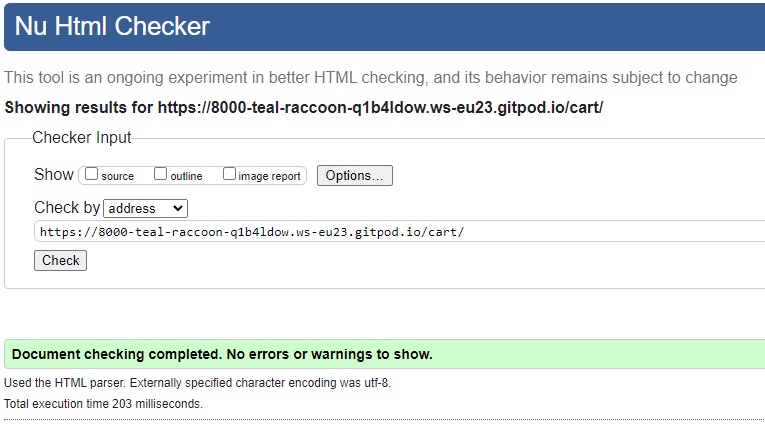 Nu Html Checker
This tool is an ongoing experiment in better HTML checking, and its behavior remains subject to change
Showing results for https://8000-teal-raccoon-q1b4ldow.ws-eu23.gitpod.io/cart/
Checker Input
Show source outline image report Options...
Check by address
https://8000-teal-raccoon-q1b4ldow.ws-eu23.gitpod.io/cart/
Check
Document checking completed. No errors or warnings to show.
Used the HTML parser. Externally specified character encoding was utf-8.
Total execution time 203 milliseconds.